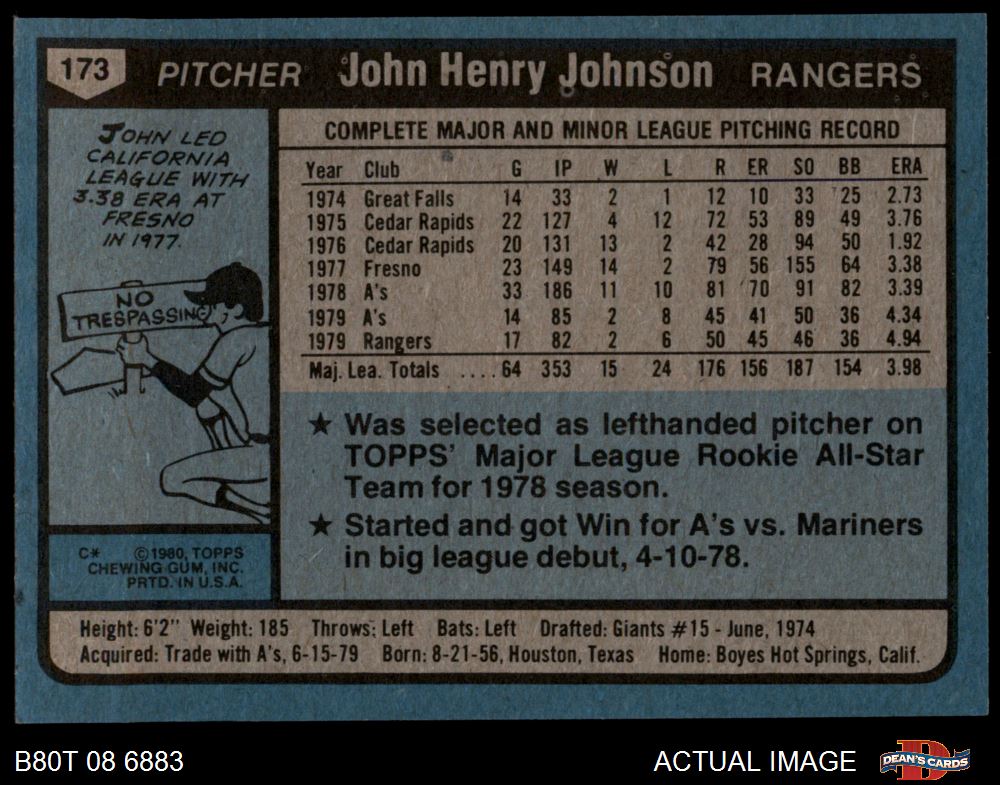 173 PITCHER John Henry Johnson RANGERS
JOHN LED
CALIFORNIA
LEAGUE WITH
3.38 ERA AT
FRESNO
IN 1977.
NO
TRESPASSING
C* ©1980, TOPPS
CHEWING GUM, INC.
PRTD. IN U.S.A.
COMPLETE MAJOR AND MINOR LEAGUE PITCHING RECORD
Year Club G IP W L R ER SO BB ERA
1974 Great Falls 14 33 2 1 12 10 33 25 2.73
1975 Cedar Rapids 22 127 4 12 72 53 89 49 3.76
1976 Cedar Rapids 20 131 13 2 42 28 94 50 1.92
1977 Fresno 23 149 14 2 79 56 155 64 3.38
1978 A's 33 186 11 10 81 70 91 82 3.39
1979 A's 14 85 2 8 45 41 50 36 4.34
1979 Rangers 17 82 2 6 50 45 46 36 4.94
Maj. Lea. Totals .... 64 353 15 24 176 156 187 154 3.98
★ Was selected as lefthanded pitcher on
TOPPS' Major League Rookie All-Star
Team for 1978 season.
★ Started and got Win for A's vs. Mariners
in big league debut, 4-10-78.
Height: 6'2" Weight: 185 Throws: Left Bats: Left Drafted: Giants #15 - June, 1974
Acquired: Trade with A's, 6-15-79 Born: 8-21-56, Houston, Texas Home: Boyes Hot Springs, Calif.
B80T 08 6883 ACTUAL IMAGE DEAN'S CARDS